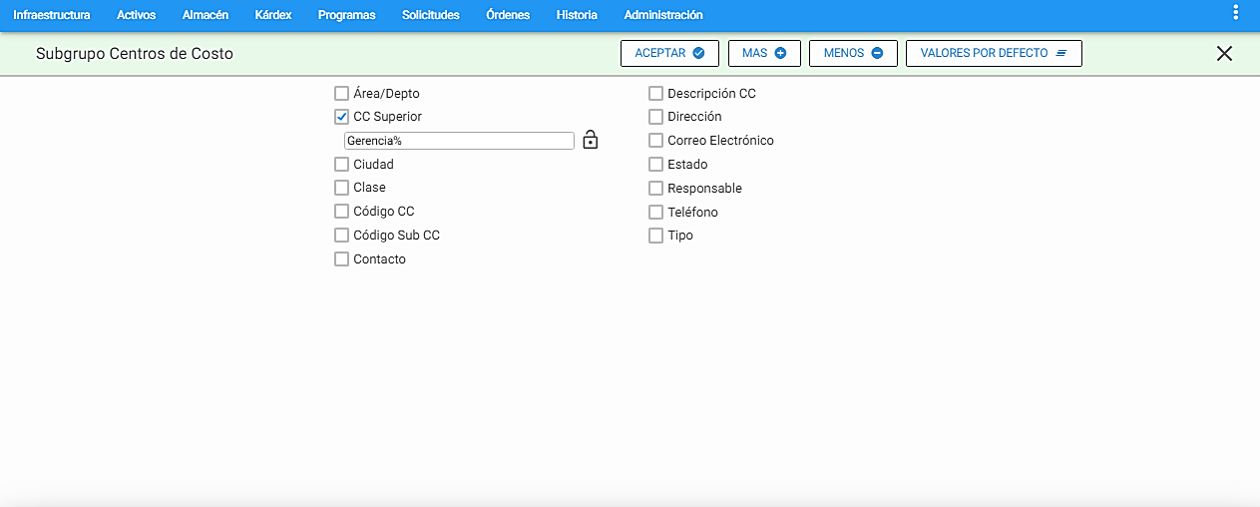 Infraestructura Activos Almacén Kárdex Programas Solicitudes Órdenes Historia Administración
Subgrupo Centros de Costo ACEPTAR MAS MENOS VALORES POR DEFECTO
Área/Depto
CC Superior
Gerencia%
Ciudad
Clase
Código CC
Código Sub CC
Contacto
Descripción CC
Dirección
Correo Electrónico
Estado
Responsable
Teléfono
Tipo